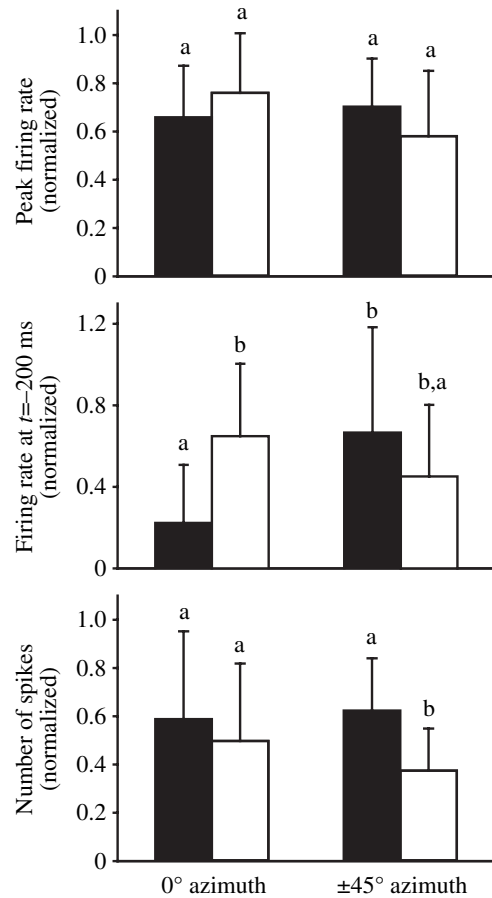 Peak firing rate
(normalized)
1.0
0.8
0.6
0.4
0.2
0
a
a
a
a
Firing rate at t=–200 ms
(normalized)
1.2
0.8
0.4
0
a
b
b
b,a
Number of spikes
(normalized)
1.0
0.8
0.6
0.4
0.2
0
a
a
a
b
0° azimuth
±45° azimuth